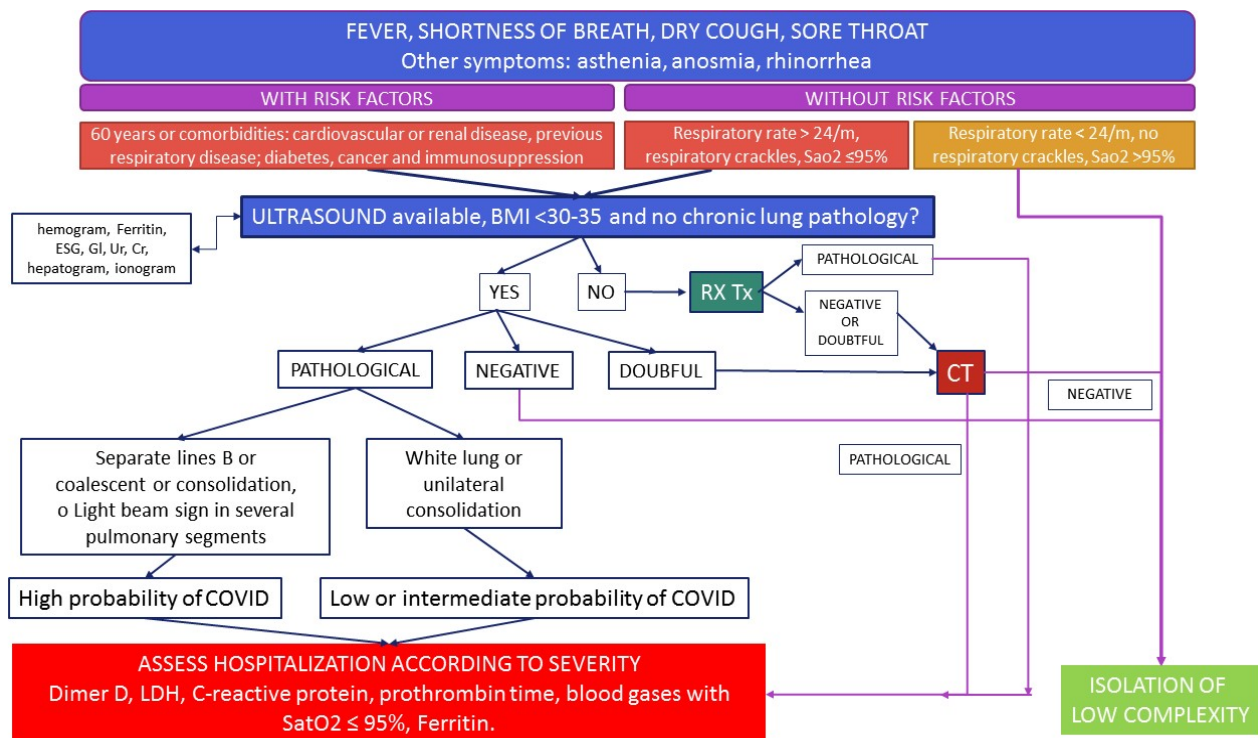 FEVER, SHORTNESS OF BREATH, DRY COUGH, SORE THROAT
Other symptoms: asthenia, anosmia, rhinorrhea
WITH RISK FACTORS
WITHOUT RISK FACTORS
60 years or comorbidities: cardiovascular or renal disease, previous
respiratory disease; diabetes, cancer and immunosuppression
Respiratory rate > 24/m,
respiratory crackles, Sao2 ≤95%
Respiratory rate < 24/m, no
respiratory crackles, Sao2 >95%
ULTRASOUND available, BMI <30-35 and no chronic lung pathology?
hemogram, Ferritin,
ESG, Gl, Ur, Cr,
hepatogram, ionogram
YES
NO
RX Tx
PATHOLOGICAL
NEGATIVE
OR
DOUBTFUL
PATHOLOGICAL
NEGATIVE
DOUBFUL
CT
NEGATIVE
PATHOLOGICAL
Separate lines B or
coalescent or consolidation,
o Light beam sign in several
pulmonary segments
White lung or
unilateral
consolidation
High probability of COVID
Low or intermediate probability of COVID
ASSESS HOSPITALIZATION ACCORDING TO SEVERITY
Dimer D, LDH, C-reactive protein, prothrombin time, blood gases with
SatO2 ≤ 95%, Ferritin.
ISOLATION OF
LOW COMPLEXITY